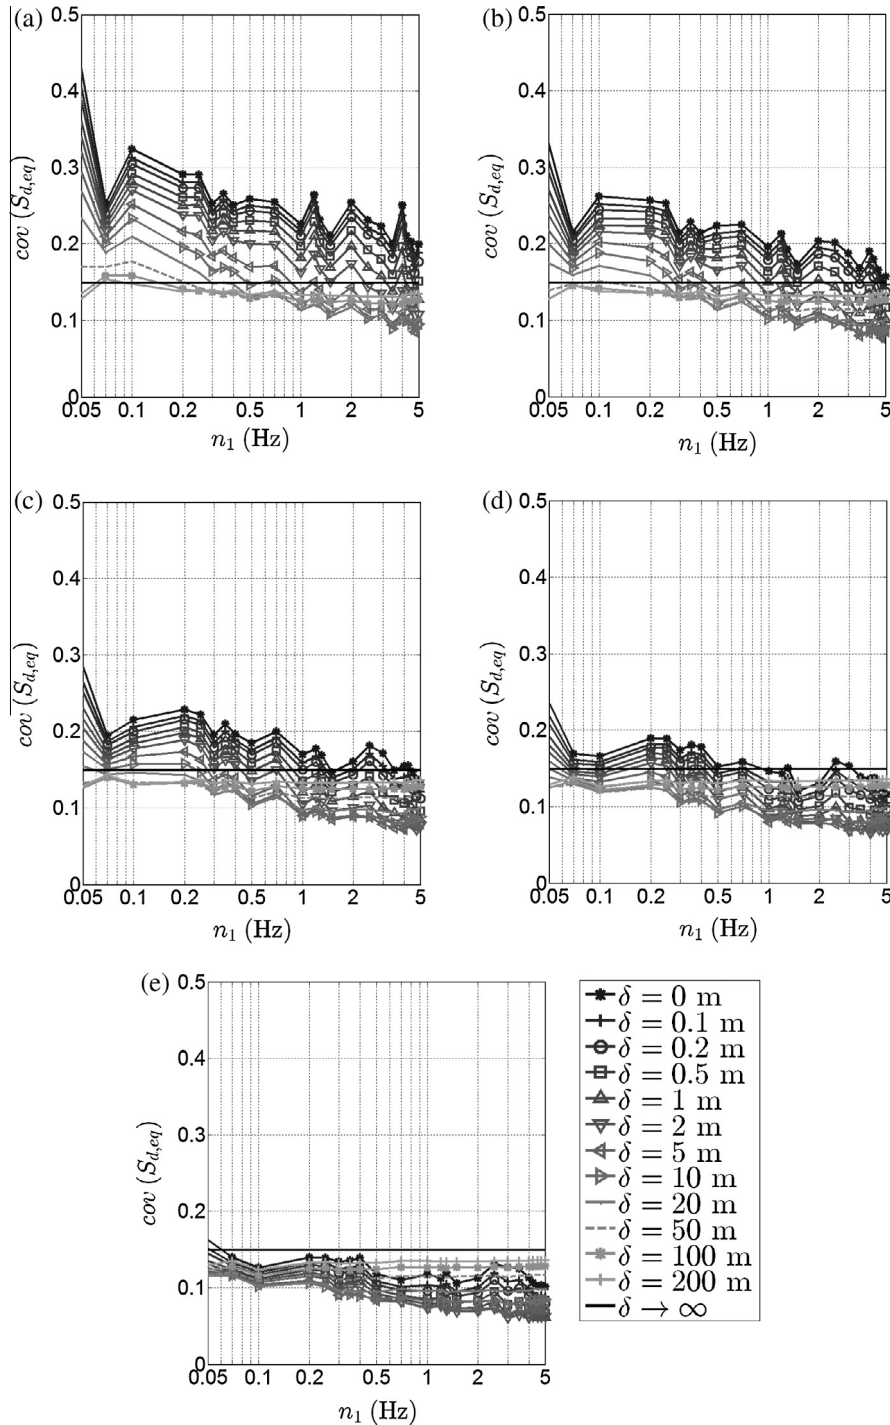 (a)
0.5
0.4
0.3
0.2
0.1
0
cov (S_{d,eq})
0.05 0.1 0.2 0.5 1 2 5
n_1 (Hz)
(b)
0.5
0.4
0.3
0.2
0.1
0
cov (S_{d,eq})
0.05 0.1 0.2 0.5 1 2 5
n_1 (Hz)
(c)
0.5
0.4
0.3
0.2
0.1
0
cov (S_{d,eq})
0.05 0.1 0.2 0.5 1 2 5
n_1 (Hz)
(d)
0.5
0.4
0.3
0.2
0.1
0
cov (S_{d,eq})
0.05 0.1 0.2 0.5 1 2 5
n_1 (Hz)
(e)
0.5
0.4
0.3
0.2
0.1
0
cov (S_{d,eq})
0.05 0.1 0.2 0.5 1 2 5
n_1 (Hz)
δ = 0 m
δ = 0.1 m
δ = 0.2 m
δ = 0.5 m
δ = 1 m
δ = 2 m
δ = 5 m
δ = 10 m
δ = 20 m
δ = 50 m
δ = 100 m
δ = 200 m
δ → ∞